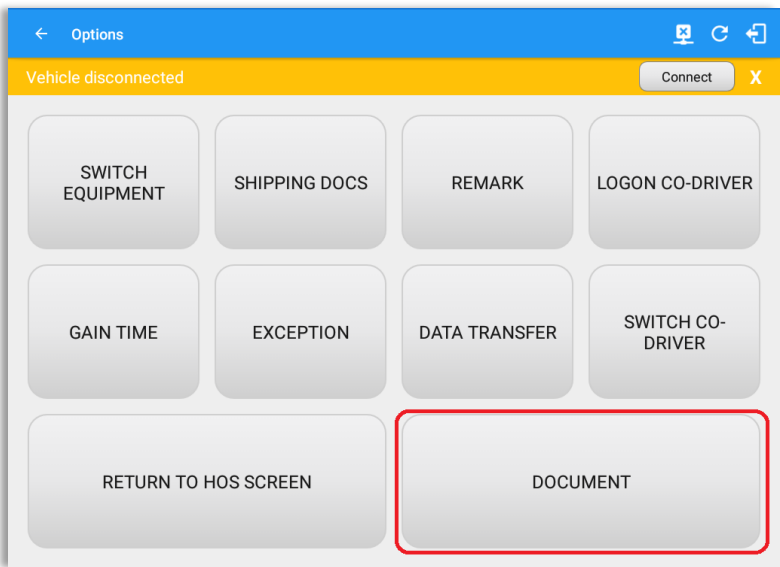 Options
Vehicle disconnected
Connect
X
SWITCH
EQUIPMENT
SHIPPING DOCS
REMARK
LOGON CO-DRIVER
GAIN TIME
EXCEPTION
DATA TRANSFER
SWITCH CO-
DRIVER
RETURN TO HOS SCREEN
DOCUMENT